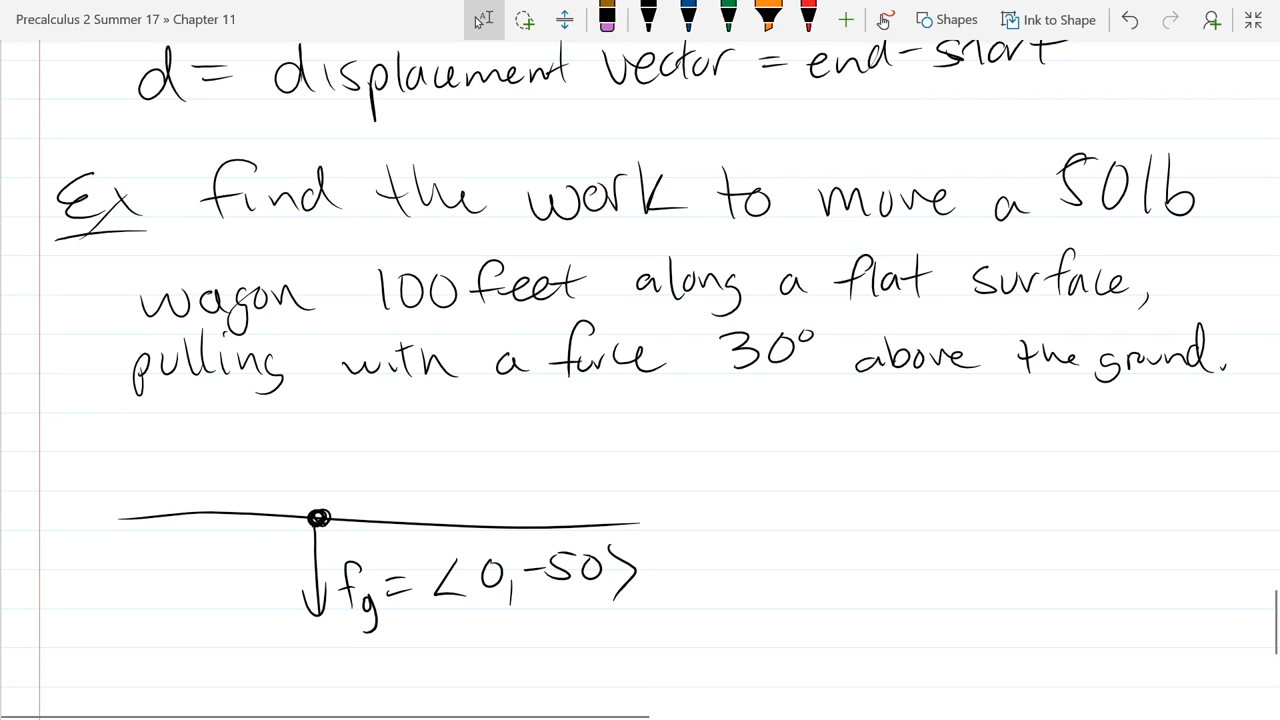 Precalculus 2 Summer 17 » Chapter 11
Shapes
Ink to Shape
d = displacement vector = end-start
Ex find the work to move a 50lb
wagon 100 feet along a flat surface,
pulling with a force 30° above the ground.
fg = <0, -50>